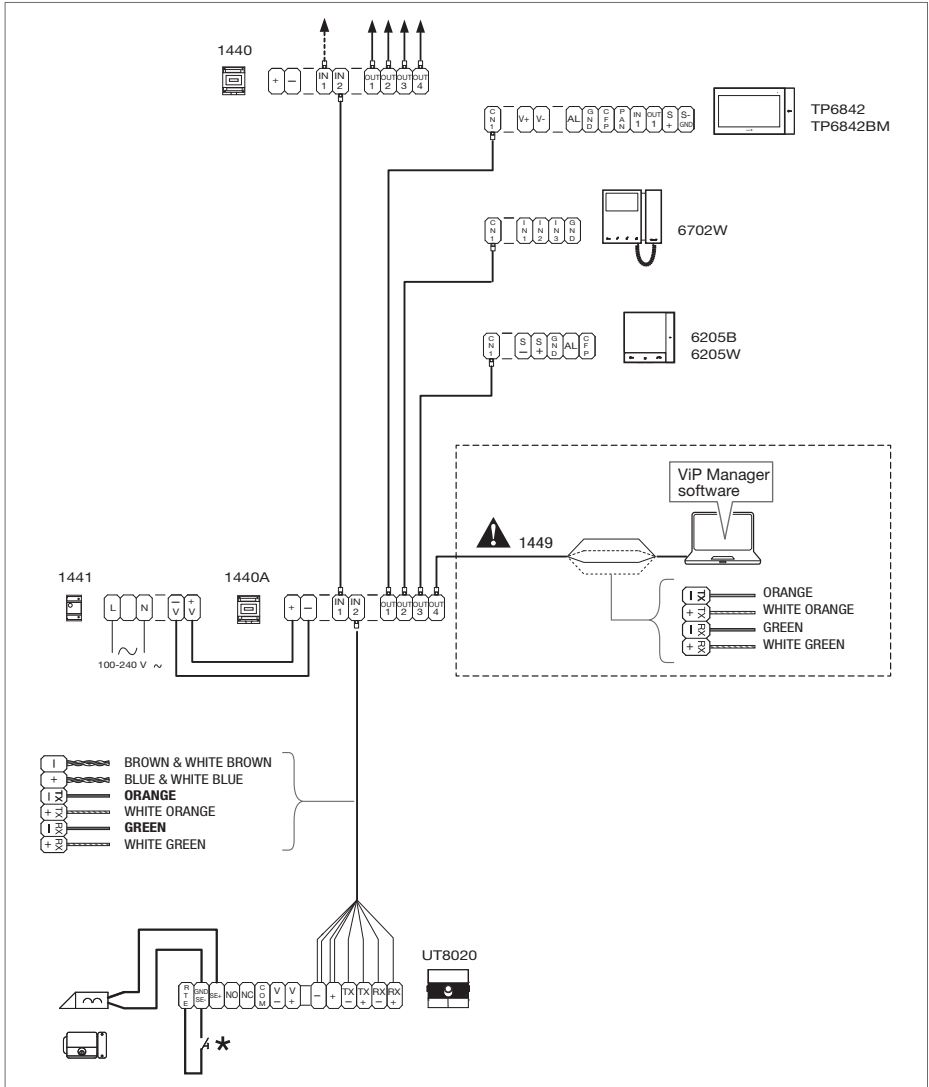 1440
+ − IN 1 IN 2 OUT 1 OUT 2 OUT 3 OUT 4
CN1 V+ V- AL GND CFP PAN IN 1 OUT 1 S+ S- GND
TP6842
TP6842BM
CN1 IN1 IN2 IN3 GND
6702W
CN1 S− S+ GND AL CFP
6205B
6205W
ViP Manager
software
1449
− TX ORANGE
+ TX WHITE ORANGE
− RX GREEN
+ RX WHITE GREEN
1441
L N −V +V
100-240 V ~
1440A
+ − IN 1 IN 2 OUT 1 OUT 2 OUT 3 OUT 4
− BROWN & WHITE BROWN
+ BLUE & WHITE BLUE
− TX ORANGE
+ TX WHITE ORANGE
− RX GREEN
+ RX WHITE GREEN
UT8020
RTE GND SE- SE+ NO NC COM V− V+ − + TX− TX+ RX− RX+
*